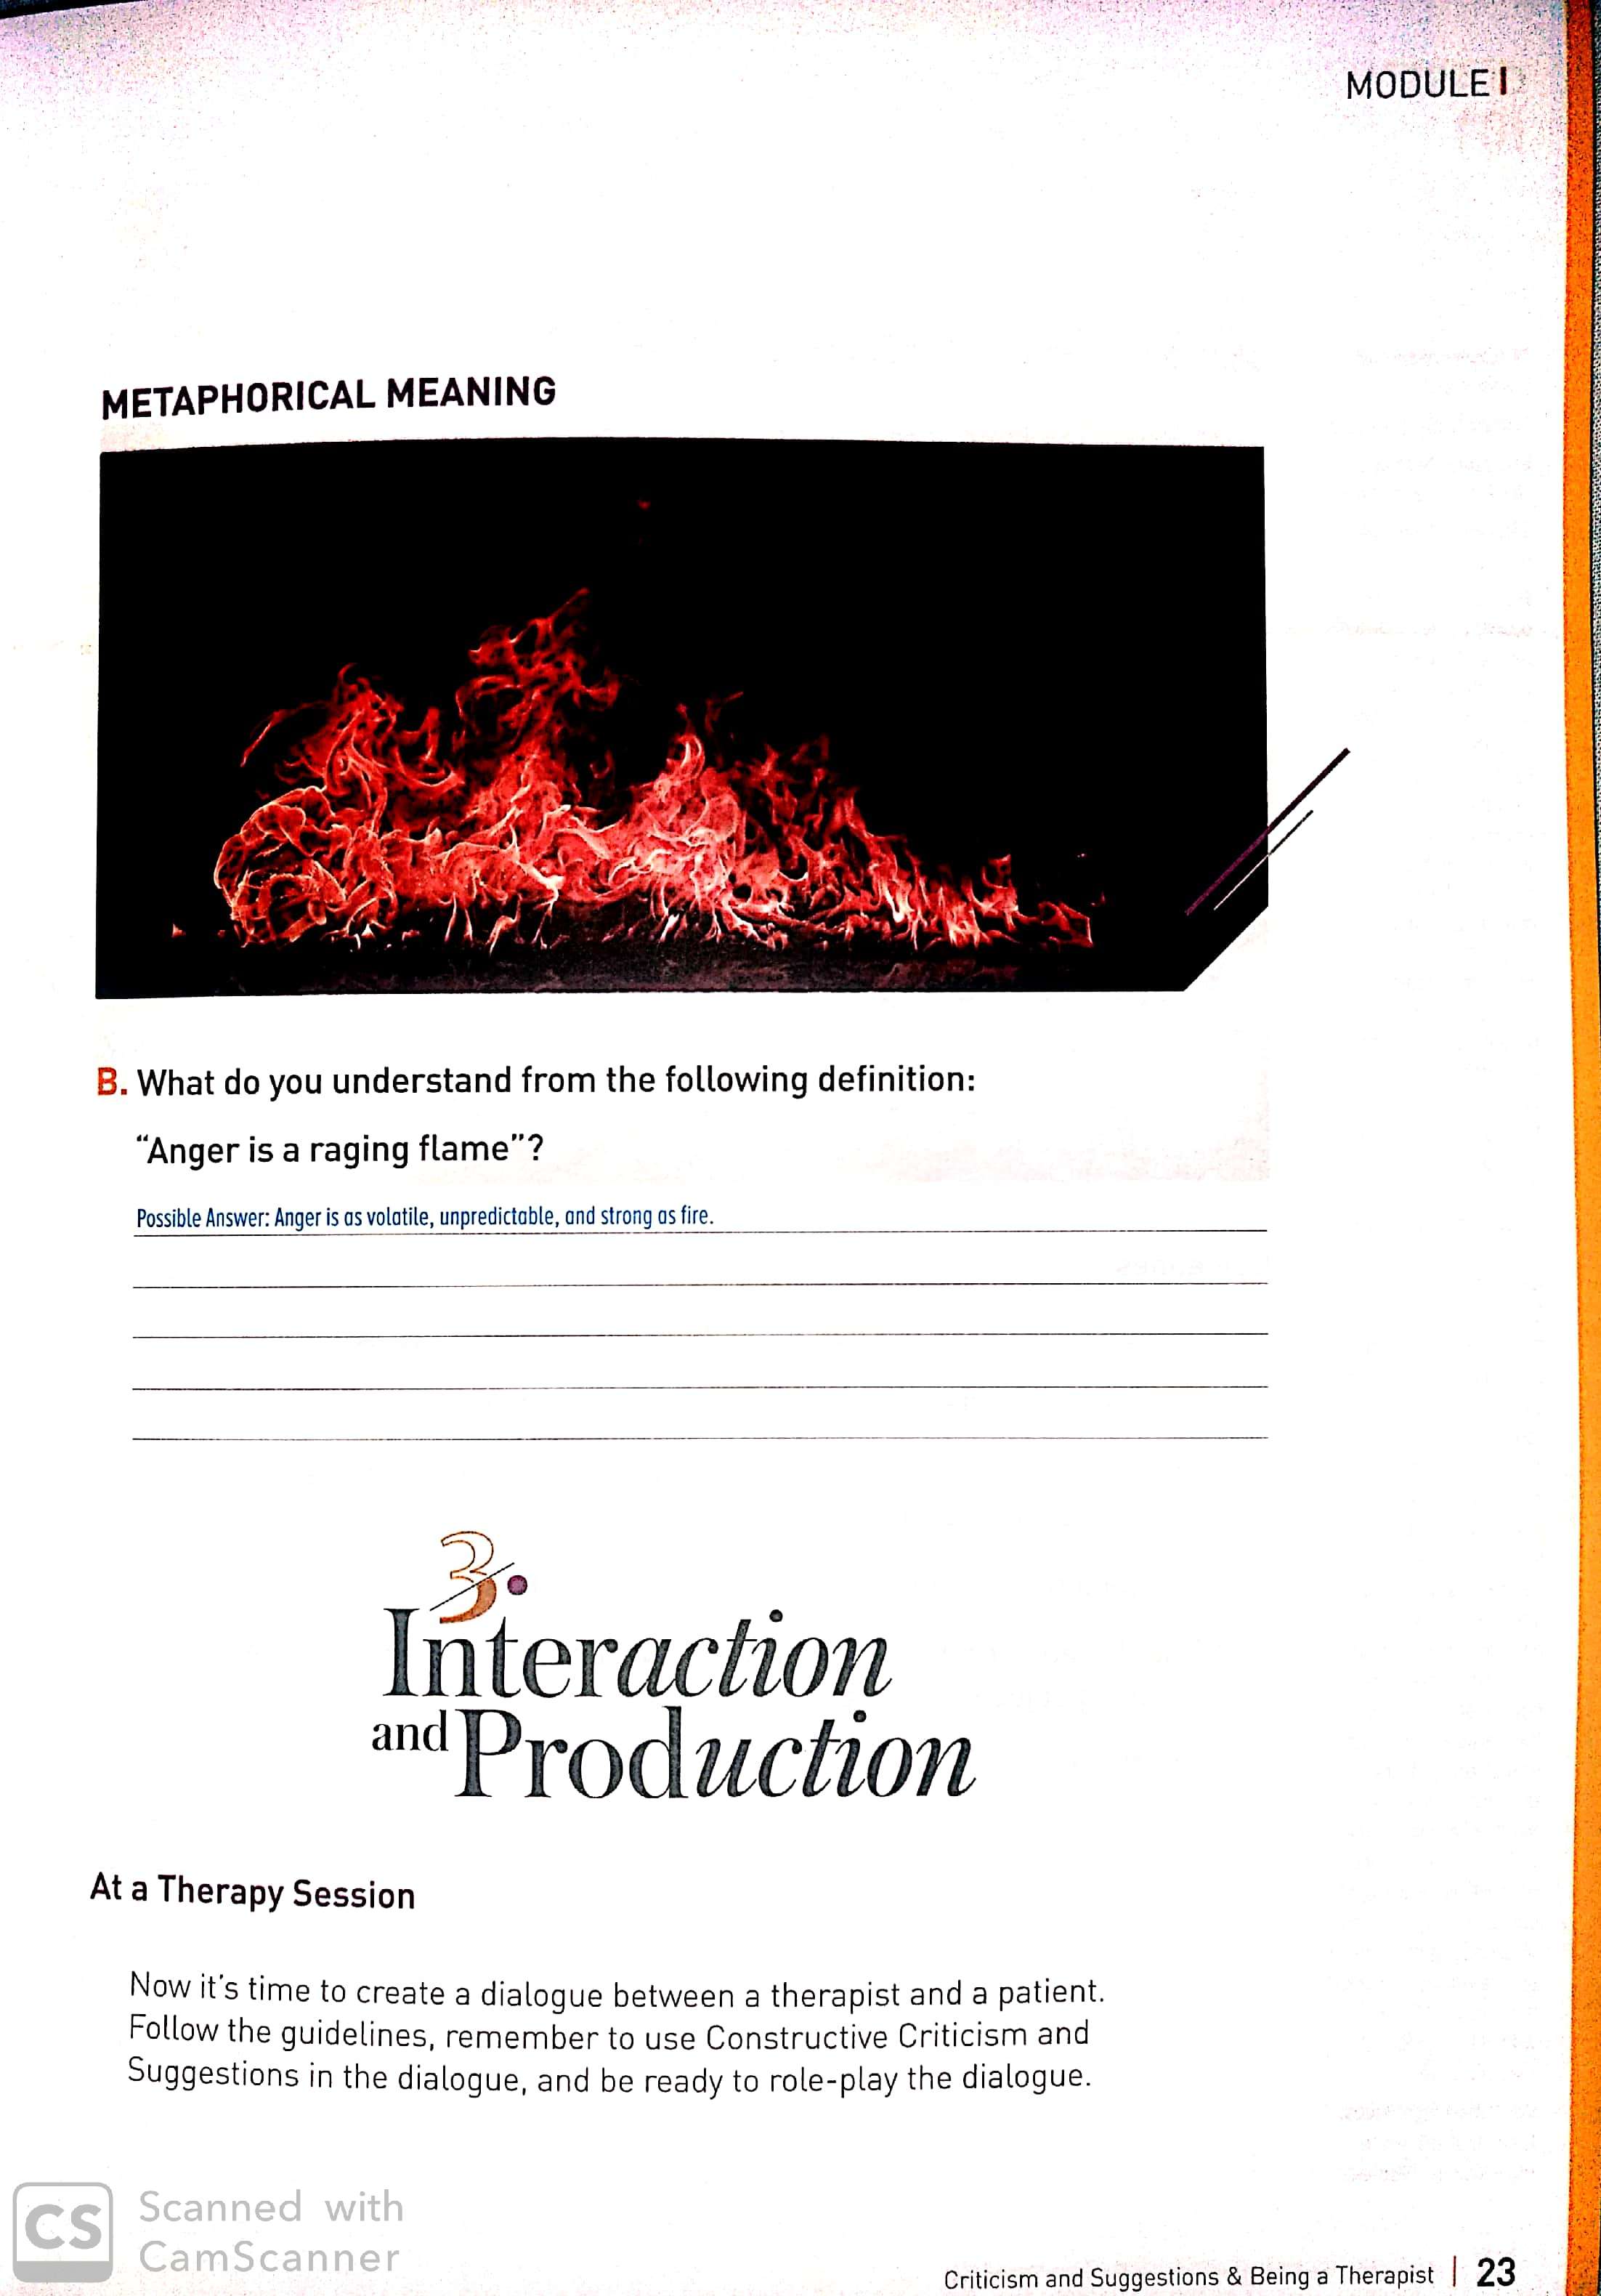 MODULE I
METAPHORICAL MEANING
B. What do you understand from the following definition:
“Anger is a raging flame”?
Possible Answer: Anger is as volatile, unpredictable, and strong as fire.
3.
Interaction
and Production
At a Therapy Session
Now it's time to create a dialogue between a therapist and a patient.
Follow the guidelines, remember to use Constructive Criticism and
Suggestions in the dialogue, and be ready to role-play the dialogue.
CS
Scanned with
CamScanner
Criticism and Suggestions & Being a Therapist | 23